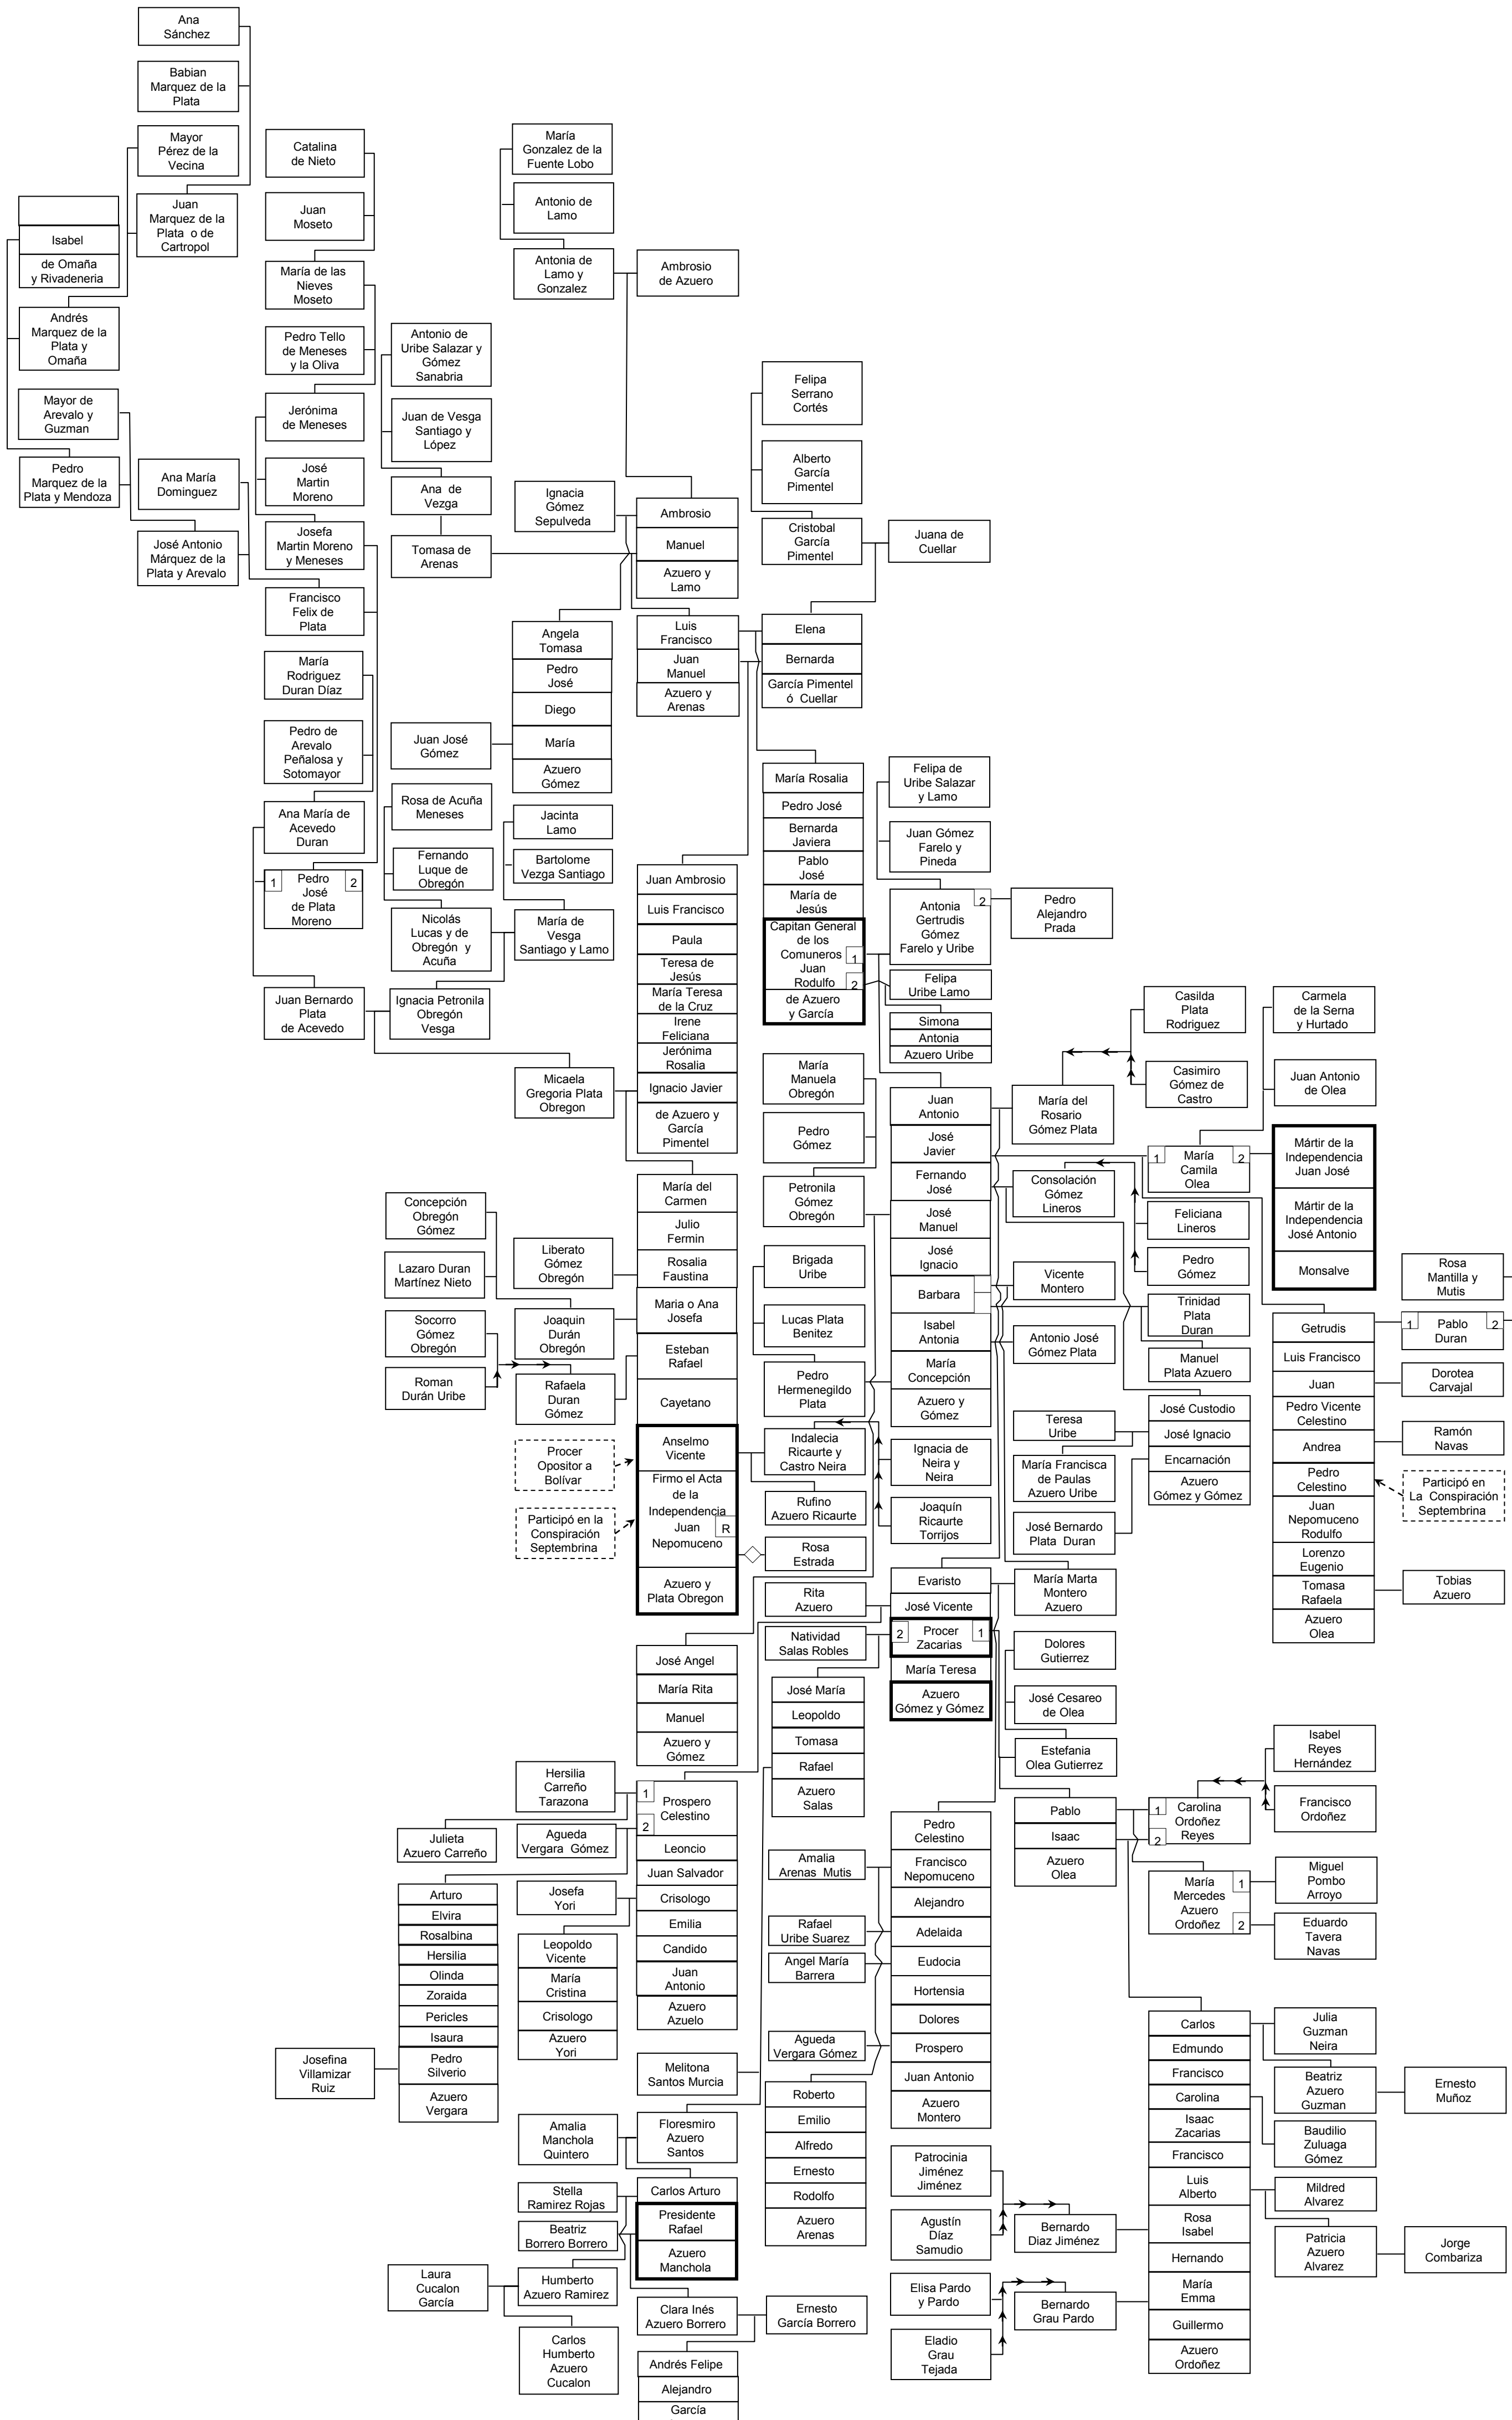 Ana
Sánchez
Babian
Marquez de la
Plata
Mayor
Pérez de la
Vecina
Juan
Marquez de la
Plata o de
Cartropol
Isabel
de Omaña
y Rivadeneria
Andrés
Marquez de la
Plata y
Omaña
Mayor de
Arevalo y
Guzman
Pedro
Marquez de la
Plata y Mendoza
Ana María
Dominguez
José Antonio
Márquez de la
Plata y Arevalo
Catalina
de Nieto
Juan
Moseto
María de las
Nieves
Moseto
Pedro Tello
de Meneses
y la Oliva
Jerónima
de Meneses
José
Martin
Moreno
Josefa
Martin Moreno
y Meneses
Francisco
Felix de
Plata
María
Rodriguez
Duran Díaz
Pedro de
Arevalo
Peñalosa y
Sotomayor
Ana María de
Acevedo
Duran
1
Pedro
José
de Plata
Moreno
2
Juan Bernardo
Plata
de Acevedo
Antonio de
Uribe Salazar y
Gómez
Sanabria
Juan de Vesga
Santiago y
López
Ana de
Vezga
Tomasa de
Arenas
Juan José
Gómez
Rosa de Acuña
Meneses
Fernando
Luque de
Obregón
Nicolás
Lucas y de
Obregón y
Acuña
Ignacia Petronila
Obregón
Vesga
María
Gonzalez de la
Fuente Lobo
Antonio de
Lamo
Antonia de
Lamo y
Gonzalez
Ambrosio
de Azuero
Ignacia
Gómez
Sepulveda
Ambrosio
Manuel
Azuero y
Lamo
Felipa
Serrano
Cortés
Alberto
García
Pimentel
Cristobal
García
Pimentel
Juana de
Cuellar
Angela
Tomasa
Pedro
José
Diego
María
Azuero
Gómez
Luis
Francisco
Juan
Manuel
Azuero y
Arenas
Elena
Bernarda
García Pimentel
ó Cuellar
Jacinta
Lamo
Bartolome
Vezga Santiago
María de
Vesga
Santiago y Lamo
Micaela
Gregoria Plata
Obregon
Juan Ambrosio
Luis Francisco
Paula
Teresa de
Jesús
María Teresa
de la Cruz
Irene
Feliciana
Jerónima
Rosalia
Ignacio Javier
de Azuero y
García
Pimentel
María Rosalia
Pedro José
Bernarda
Javiera
Pablo
José
María de
Jesús
Capitan General
de los
Comuneros
Juan
Rodulfo
1
2
de Azuero
y García
Felipa de
Uribe Salazar
y Lamo
Juan Gómez
Farelo y
Pineda
Antonia
Gertrudis
Gómez
Farelo y Uribe
2
Pedro
Alejandro
Prada
Felipa
Uribe Lamo
Simona
Antonia
Azuero Uribe
María
Manuela
Obregón
Pedro
Gómez
Petronila
Gómez
Obregón
Juan
Antonio
José
Javier
Fernando
José
José
Manuel
José
Ignacio
Barbara
Isabel
Antonia
María
Concepción
Azuero y
Gómez
María del
Rosario
Gómez Plata
Casilda
Plata
Rodriguez
Casimiro
Gómez de
Castro
Carmela
de la Serna
y Hurtado
Juan Antonio
de Olea
1
María
Camila
Olea
2
Mártir de la
Independencia
Juan José
Mártir de la
Independencia
José Antonio
Monsalve
Consolación
Gómez
Lineros
Feliciana
Lineros
Pedro
Gómez
Vicente
Montero
Trinidad
Plata
Duran
Antonio José
Gómez Plata
Manuel
Plata Azuero
Rosa
Mantilla y
Mutis
1
Pablo
Duran
2
Dorotea
Carvajal
Ramón
Navas
Participó en
La Conspiración
Septembrina
Tobias
Azuero
Getrudis
Luis Francisco
Juan
Pedro Vicente
Celestino
Andrea
Pedro
Celestino
Juan
Nepomuceno
Rodulfo
Lorenzo
Eugenio
Tomasa
Rafaela
Azuero
Olea
Concepción
Obregón
Gómez
Lazaro Duran
Martínez Nieto
Socorro
Gómez
Obregón
Roman
Durán Uribe
Liberato
Gómez
Obregón
Joaquin
Durán
Obregón
Rafaela
Duran
Gómez
Procer
Opositor a
Bolívar
Participó en la
Conspiración
Septembrina
María del
Carmen
Julio
Fermin
Rosalia
Faustina
Maria o Ana
Josefa
Esteban
Rafael
Cayetano
Anselmo
Vicente
Firmo el Acta
de la
Independencia
Juan
Nepomuceno
R
Azuero y
Plata Obregon
Brigada
Uribe
Lucas Plata
Benitez
Pedro
Hermenegildo
Plata
Indalecia
Ricaurte y
Castro Neira
Rufino
Azuero Ricaurte
Rosa
Estrada
Ignacia de
Neira y
Neira
Joaquín
Ricaurte
Torrijos
Teresa
Uribe
María Francisca
de Paulas
Azuero Uribe
José Bernardo
Plata Duran
José Custodio
José Ignacio
Encarnación
Azuero
Gómez y Gómez
Rita
Azuero
Natividad
Salas Robles
Evaristo
José Vicente
2
Procer
Zacarias
1
María Teresa
Azuero
Gómez y Gómez
María Marta
Montero
Azuero
Dolores
Gutierrez
José Cesareo
de Olea
Estefania
Olea Gutierrez
José Angel
María Rita
Manuel
Azuero y
Gómez
José María
Leopoldo
Tomasa
Rafael
Azuero
Salas
Hersilia
Carreño
Tarazona
Julieta
Azuero Carreño
Agueda
Vergara Gómez
1
Prospero
Celestino
2
Leoncio
Juan Salvador
Crisologo
Emilia
Candido
Juan
Antonio
Azuero
Azuelo
Josefa
Yori
Leopoldo
Vicente
María
Cristina
Crisologo
Azuero
Yori
Arturo
Elvira
Rosalbina
Hersilia
Olinda
Zoraida
Pericles
Isaura
Pedro
Silverio
Azuero
Vergara
Josefina
Villamizar
Ruiz
Amalia
Arenas Mutis
Rafael
Uribe Suarez
Angel María
Barrera
Agueda
Vergara Gómez
Pedro
Celestino
Francisco
Nepomuceno
Alejandro
Adelaida
Eudocia
Hortensia
Dolores
Prospero
Juan Antonio
Azuero
Montero
Pablo
Isaac
Azuero
Olea
1
Carolina
Ordoñez
Reyes
2
Isabel
Reyes
Hernández
Francisco
Ordoñez
María
Mercedes
Azuero
Ordoñez
1
2
Miguel
Pombo
Arroyo
Eduardo
Tavera
Navas
Melitona
Santos Murcia
Amalia
Manchola
Quintero
Floresmiro
Azuero
Santos
Stella
Ramirez Rojas
Beatriz
Borrero Borrero
Carlos Arturo
Presidente
Rafael
Azuero
Manchola
Laura
Cucalon
García
Humberto
Azuero Ramirez
Carlos
Humberto
Azuero
Cucalon
Clara Inés
Azuero Borrero
Ernesto
García Borrero
Andrés Felipe
Alejandro
García
Roberto
Emilio
Alfredo
Ernesto
Rodolfo
Azuero
Arenas
Patrocinia
Jiménez
Jiménez
Agustín
Díaz
Samudio
Bernardo
Diaz Jiménez
Elisa Pardo
y Pardo
Eladio
Grau
Tejada
Bernardo
Grau Pardo
Carlos
Edmundo
Francisco
Carolina
Isaac
Zacarias
Francisco
Luis
Alberto
Rosa
Isabel
Hernando
María
Emma
Guillermo
Azuero
Ordoñez
Julia
Guzman
Neira
Beatriz
Azuero
Guzman
Ernesto
Muñoz
Baudilio
Zuluaga
Gómez
Mildred
Alvarez
Patricia
Azuero
Alvarez
Jorge
Combariza